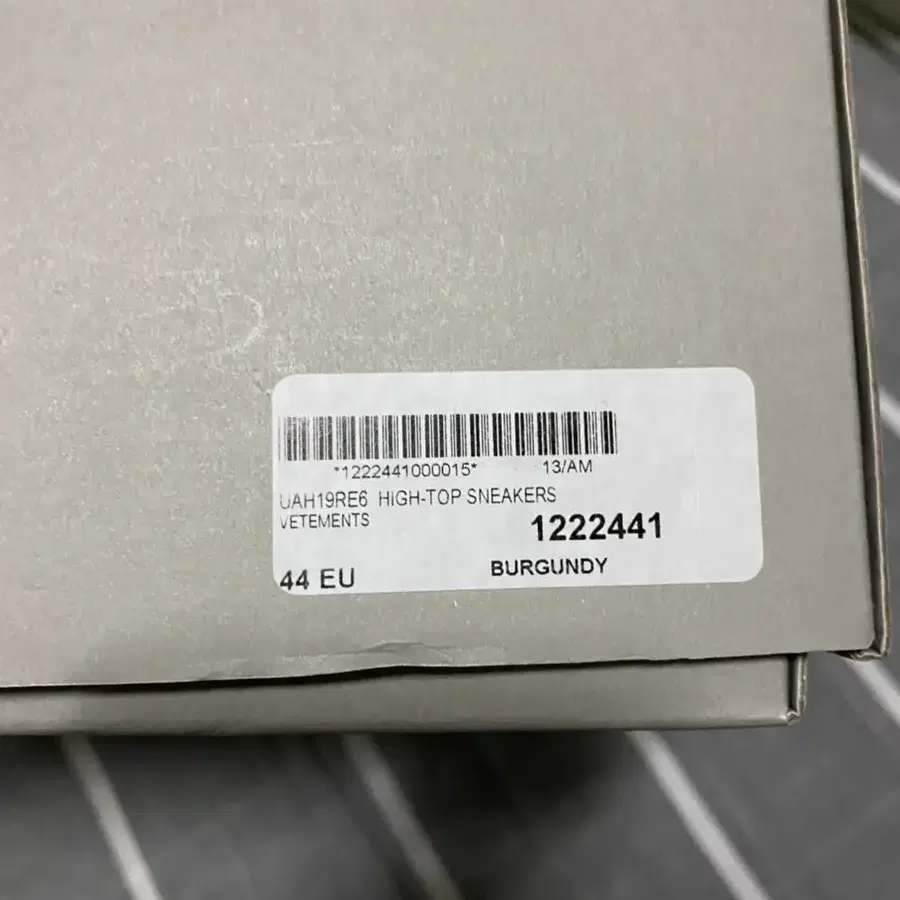 *1222441000015* 13/AM
UAH19RE6 HIGH-TOP SNEAKERS
VETEMENTS
1222441
BURGUNDY
44 EU